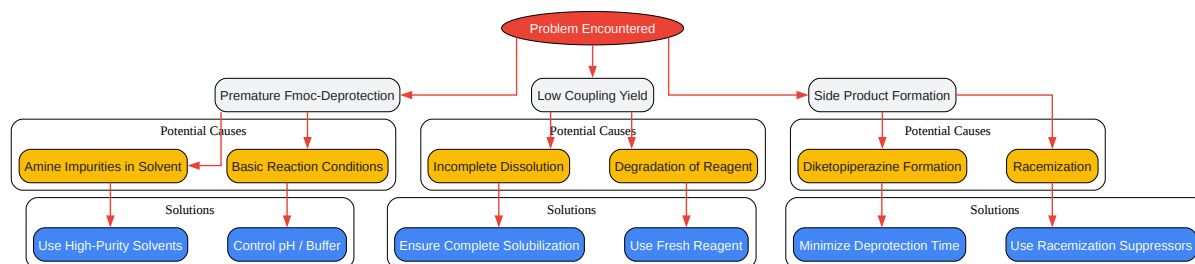 Problem Encountered
Premature Fmoc-Deprotection
Low Coupling Yield
Side Product Formation
Potential Causes
Potential Causes
Potential Causes
Amine Impurities in Solvent
Basic Reaction Conditions
Incomplete Dissolution
Degradation of Reagent
Diketopiperazine Formation
Racemization
Solutions
Solutions
Solutions
Use High-Purity Solvents
Control pH / Buffer
Ensure Complete Solubilization
Use Fresh Reagent
Minimize Deprotection Time
Use Racemization Suppressors